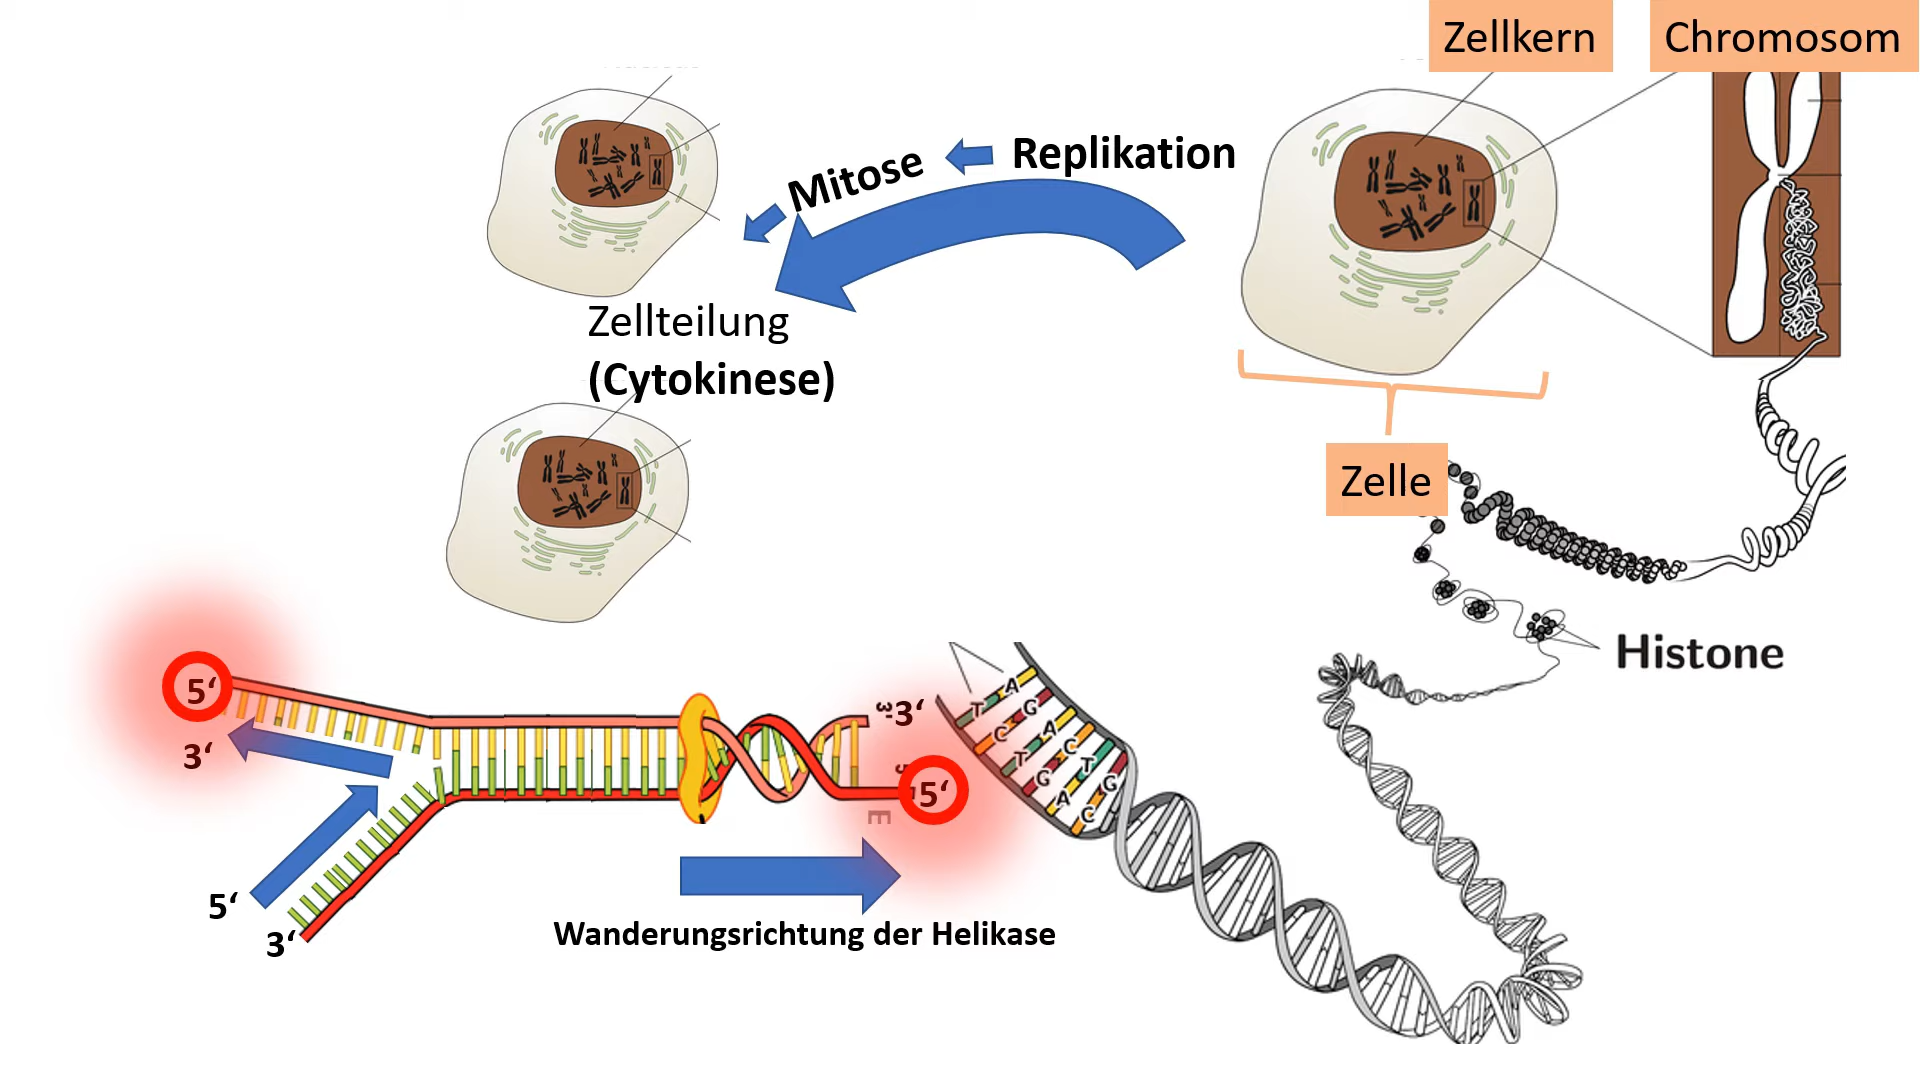 Zellkern
Chromosom
Replikation
Mitose
Zellteilung
(Cytokinese)
Zelle
Histone
5‘
3‘
3‘
5‘
5‘
3‘
Wanderungsrichtung der Helikase
A
T
G
C
A
C
T
T
G
G
A
C